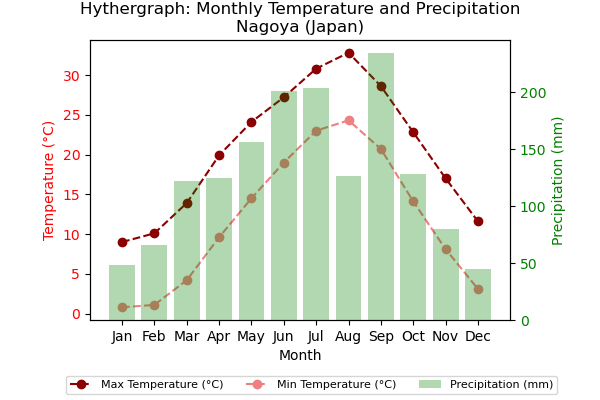 Hythergraph: Monthly Temperature and Precipitation
Nagoya (Japan)
Temperature (°C)
30
25
20
15
10
5
0
Precipitation (mm)
200
150
100
50
0
Jan Feb Mar Apr May Jun Jul Aug Sep Oct Nov Dec
Month
Max Temperature (°C) Min Temperature (°C) Precipitation (mm)